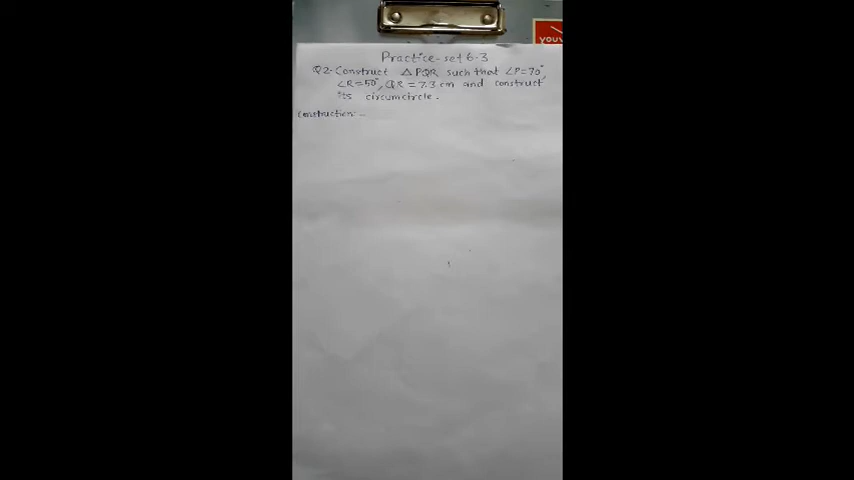 youv
Practice-set 6.3
Q2. Construct △PQR such that ∠P=70°,
∠R=50°, QR = 7.3 cm and construct
its circumcircle.
Construction:-